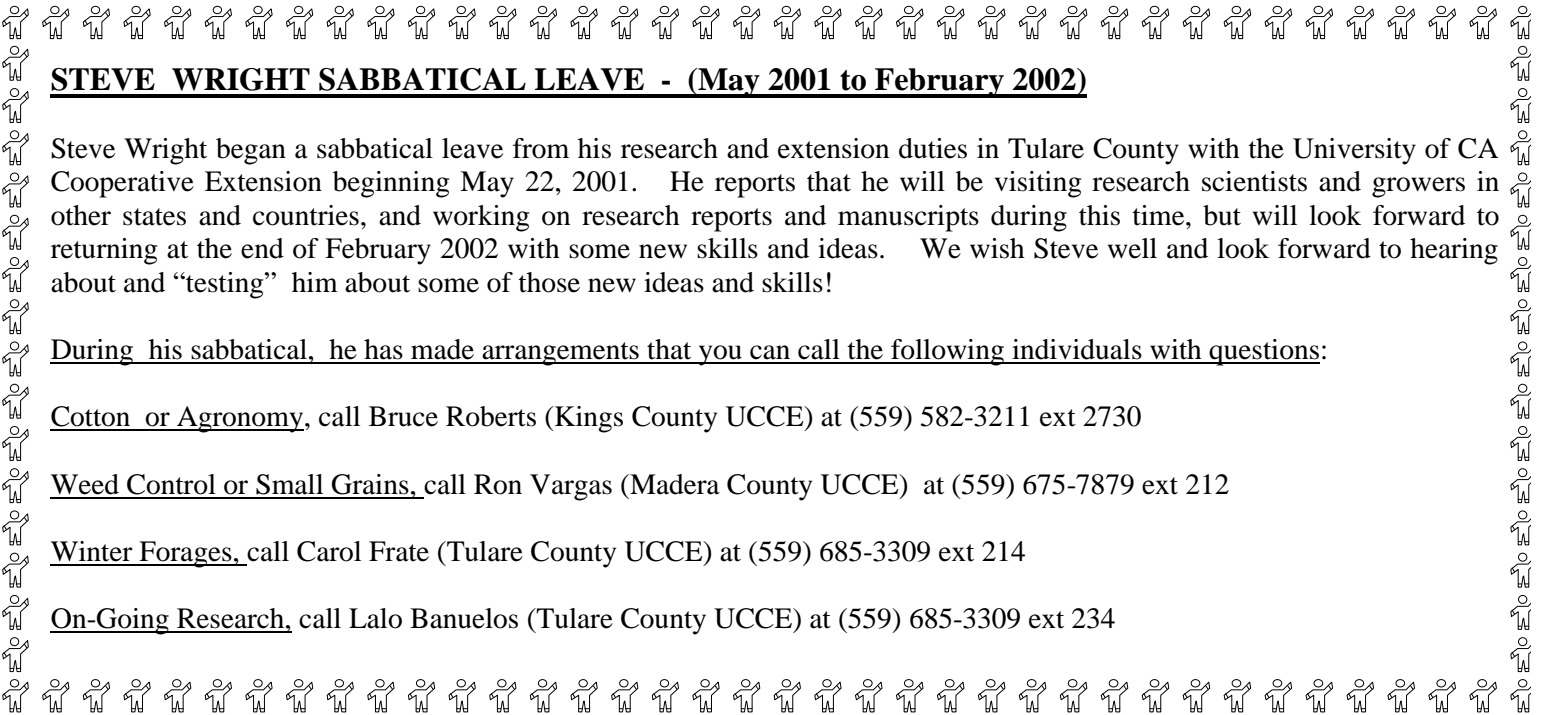 STEVE WRIGHT SABBATICAL LEAVE - (May 2001 to February 2002)
Steve Wright began a sabbatical leave from his research and extension duties in Tulare County with the University of CA
Cooperative Extension beginning May 22, 2001. He reports that he will be visiting research scientists and growers in
other states and countries, and working on research reports and manuscripts during this time, but will look forward to
returning at the end of February 2002 with some new skills and ideas. We wish Steve well and look forward to hearing
about and “testing” him about some of those new ideas and skills!
During his sabbatical, he has made arrangements that you can call the following individuals with questions:
Cotton or Agronomy, call Bruce Roberts (Kings County UCCE) at (559) 582-3211 ext 2730
Weed Control or Small Grains, call Ron Vargas (Madera County UCCE) at (559) 675-7879 ext 212
Winter Forages, call Carol Frate (Tulare County UCCE) at (559) 685-3309 ext 214
On-Going Research, call Lalo Banuelos (Tulare County UCCE) at (559) 685-3309 ext 234